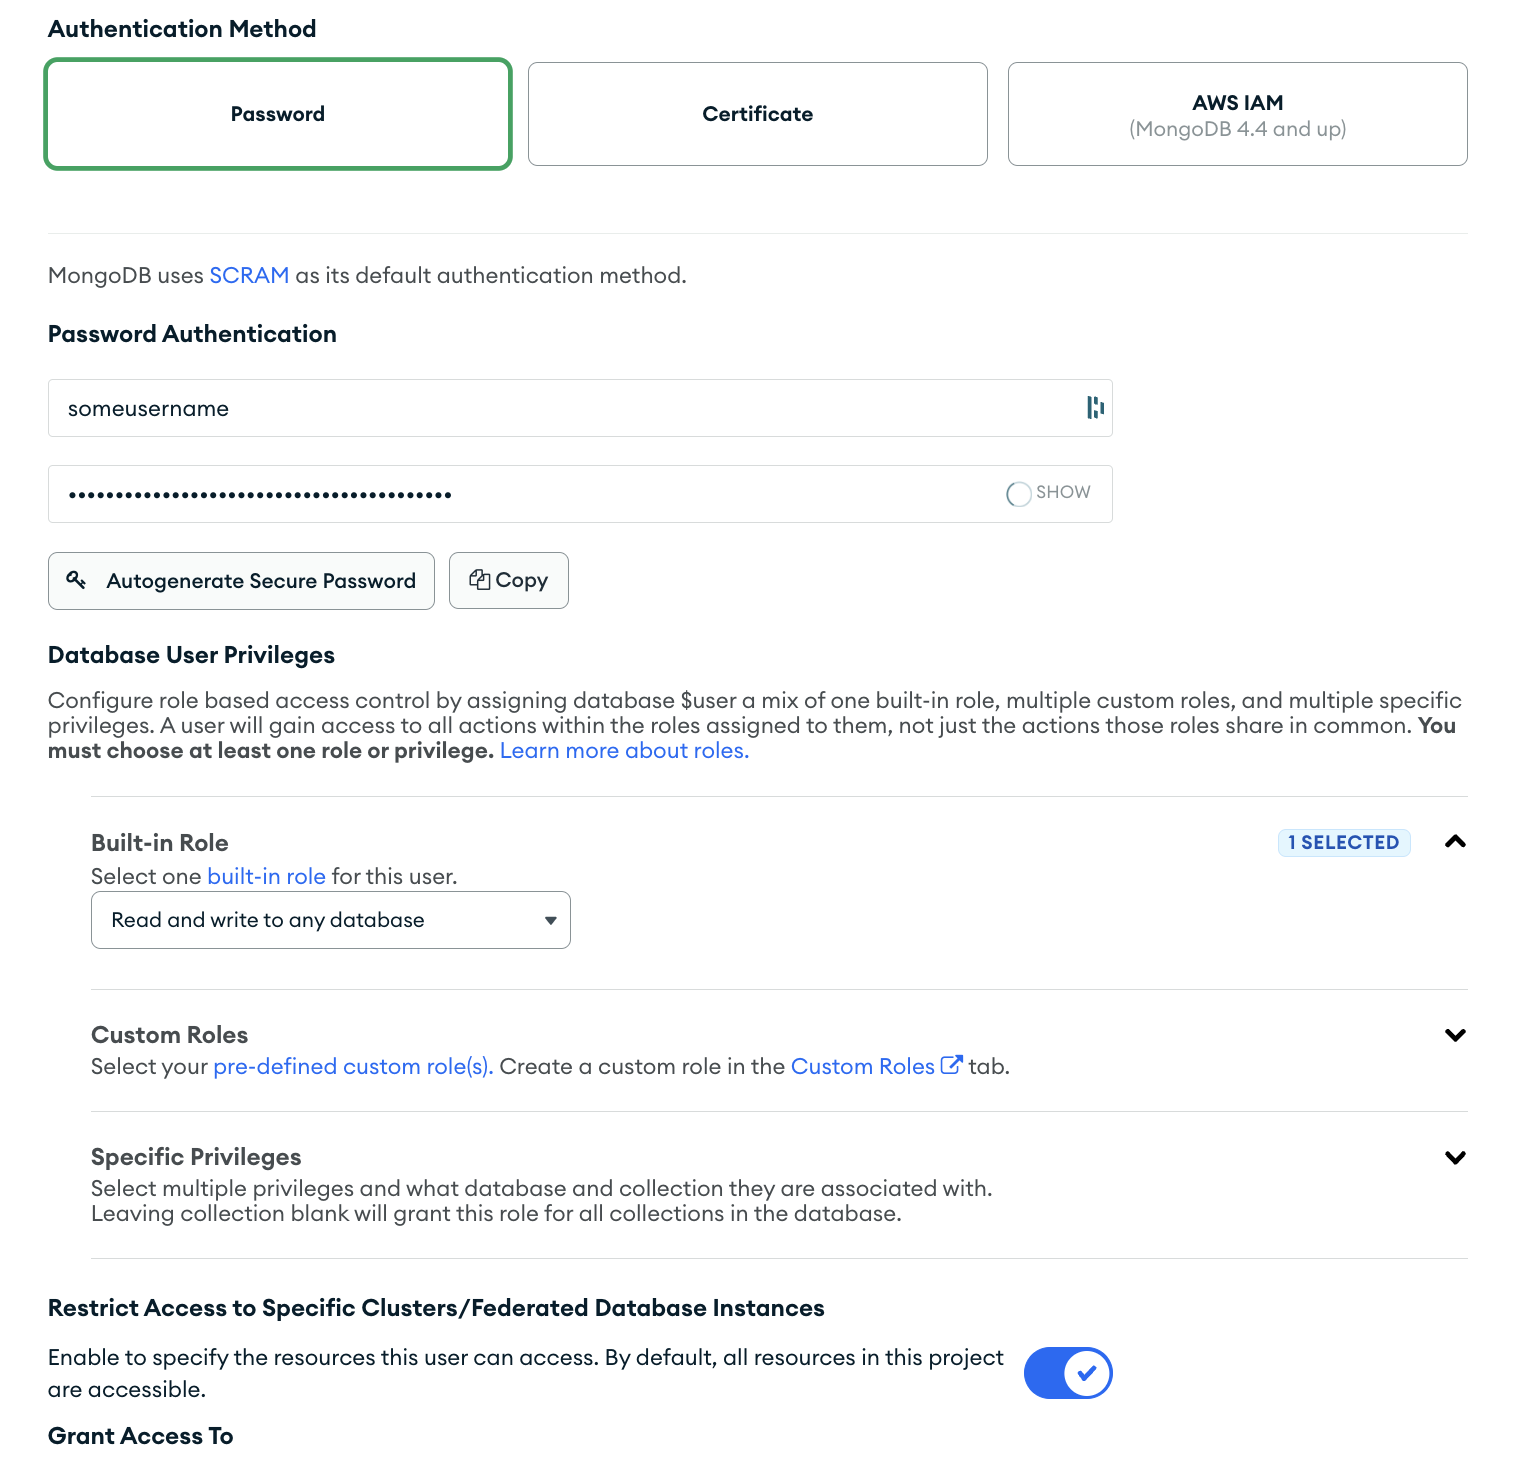 Authentication Method
Password
Certificate
AWS IAM
(MongoDB 4.4 and up)
MongoDB uses SCRAM as its default authentication method.
Password Authentication
someusername
••••••••••••••••••••••••••••••••••••••••• SHOW
Autogenerate Secure Password
Copy
Database User Privileges
Configure role based access control by assigning database $user a mix of one built-in role, multiple custom roles, and multiple specific
privileges. A user will gain access to all actions within the roles assigned to them, not just the actions those roles share in common. You
must choose at least one role or privilege. Learn more about roles.
Built-in Role
1 SELECTED
Select one built-in role for this user.
Read and write to any database
Custom Roles
Select your pre-defined custom role(s). Create a custom role in the Custom Roles tab.
Specific Privileges
Select multiple privileges and what database and collection they are associated with.
Leaving collection blank will grant this role for all collections in the database.
Restrict Access to Specific Clusters/Federated Database Instances
Enable to specify the resources this user can access. By default, all resources in this project
are accessible.
Grant Access To